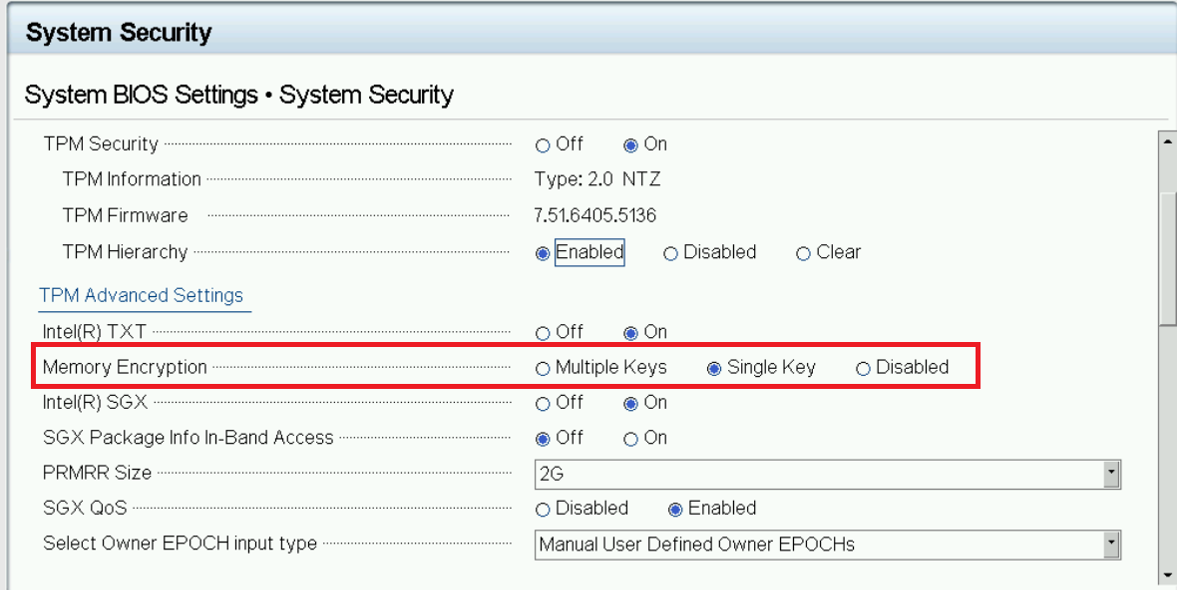 System Security
System BIOS Settings • System Security
TPM Security Off On
TPM Information Type: 2.0 NTZ
TPM Firmware 7.51.6405.5136
TPM Hierarchy Enabled Disabled Clear
TPM Advanced Settings
Intel(R) TXT Off On
Memory Encryption Multiple Keys Single Key Disabled
Intel(R) SGX Off On
SGX Package Info In-Band Access Off On
PRMRR Size 2G
SGX QoS Disabled Enabled
Select Owner EPOCH input type Manual User Defined Owner EPOCHs